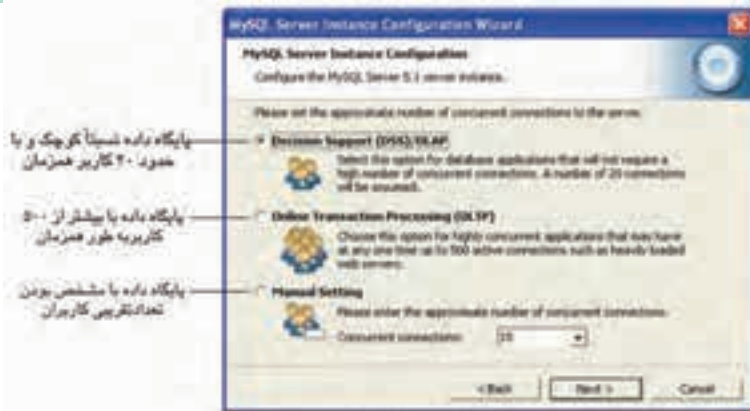 MySQL Server Instance Configuration Wizard
MySQL Server Instance Configuration
Configure the MySQL Server 5.1 server instance.
Please set the approximate number of concurrent connections to the server.
پایگاه داده نسبتاً کوچک و با
حدود ۲۰ کاربر همزمان
Decision Support (DSS)/OLAP
Select this option for database applications that will not require a
high number of concurrent connections. A number of 20 connections
will be assumed.
پایگاه داده با بیشتر از ۵۰۰
کاربر به طور همزمان
Online Transaction Processing (OLTP)
Choose this option for highly concurrent applications that may have
at any one time up to 500 active connections such as heavily loaded
web servers.
پایگاه داده با مشخص بودن
تعداد تقریبی کاربران
Manual Setting
Please enter the approximate number of concurrent connections.
Concurrent connections: 15
< Back Next > Cancel